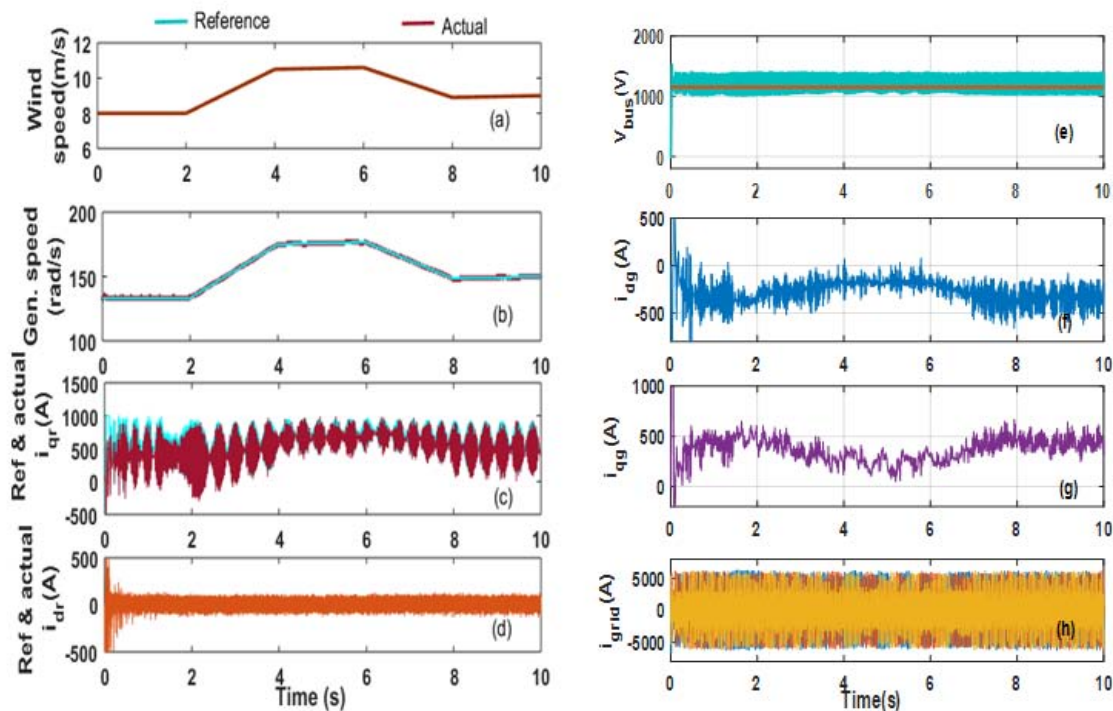 Reference
Actual
Wind
speed(m/s)
12
10
8
6
(a)
0 2 4 6 8 10
Gen. speed
(rad/s)
200
150
100
(b)
0 2 4 6 8 10
Ref & actual
iqr(A)
1500
1000
500
0
-500
(c)
0 2 4 6 8 10
Ref & actual
idr(A)
500
0
-500
(d)
0 2 4 6 8 10
Time (s)
Vbus(V)
2000
1000
0
(e)
0 2 4 6 8 10
idg(A)
500
0
-500
(f)
0 2 4 6 8 10
iqg(A)
1000
500
0
(g)
0 2 4 6 8 10
igrid(A)
5000
0
-5000
(h)
0 2 4 6 8 10
Time(s)